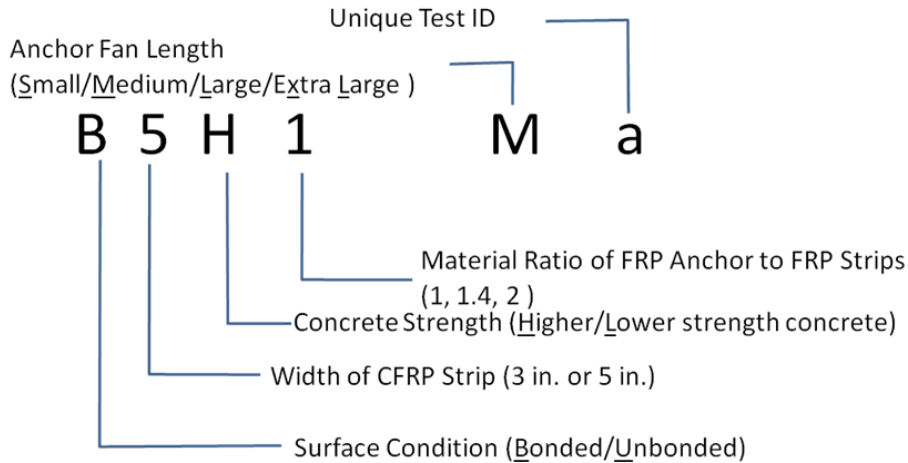 Unique Test ID
Anchor Fan Length
(Small/Medium/Large/Extra Large )
B 5 H 1 M a
Material Ratio of FRP Anchor to FRP Strips
(1, 1.4, 2 )
Concrete Strength (Higher/Lower strength concrete)
Width of CFRP Strip (3 in. or 5 in.)
Surface Condition (Bonded/Unbonded)